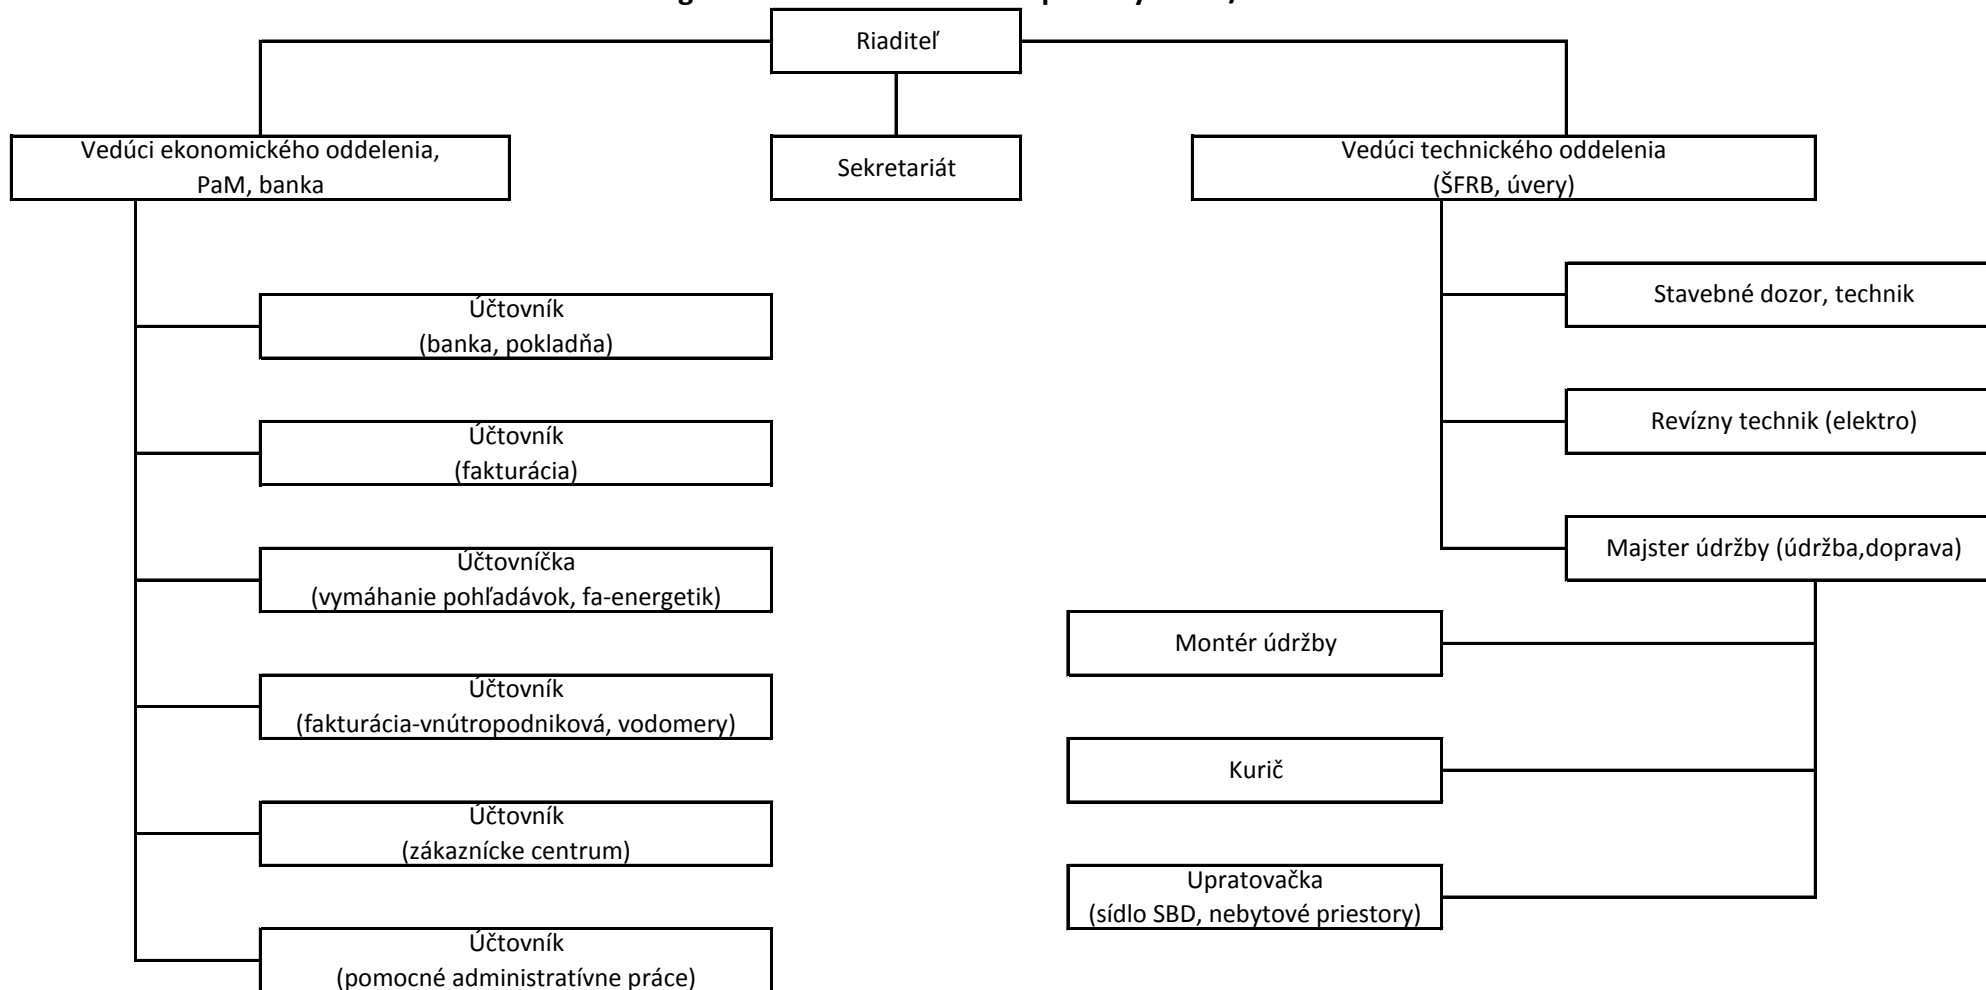 Riaditeľ
Vedúci ekonomického oddelenia,
PaM, banka
Sekretariát
Vedúci technického oddelenia
(ŠFRB, úvery)
Účtovník
(banka, pokladňa)
Účtovník
(fakturácia)
Účtovníčka
(vymáhanie pohľadávok, fa-energetik)
Účtovník
(fakturácia-vnútropodniková, vodomery)
Účtovník
(zákaznícke centrum)
Účtovník
(pomocné administratívne práce)
Stavebné dozor, technik
Revízny technik (elektro)
Majster údržby (údržba,doprava)
Montér údržby
Kurič
Upratovačka
(sídlo SBD, nebytové priestory)